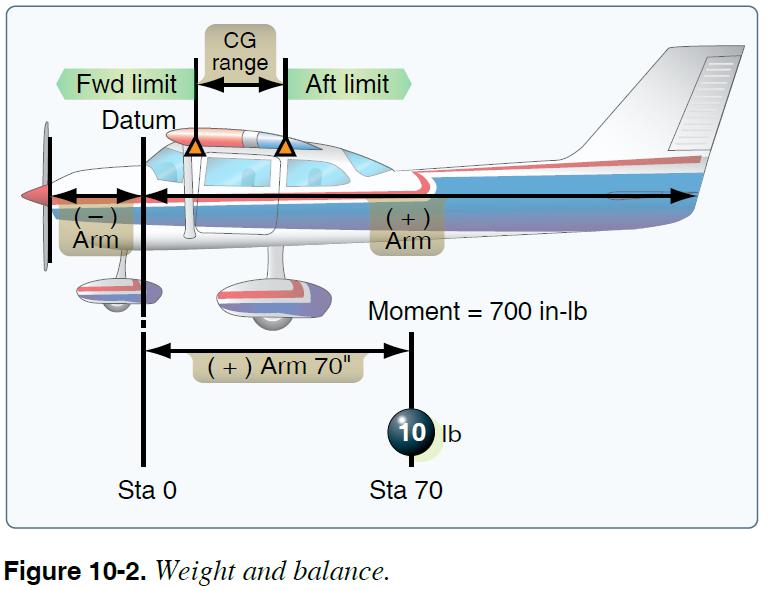 CG
range
Fwd limit
Aft limit
Datum
( − )
Arm
( + )
Arm
Moment = 700 in-lb
( + ) Arm 70"
10 lb
Sta 0
Sta 70
Figure 10-2. Weight and balance.